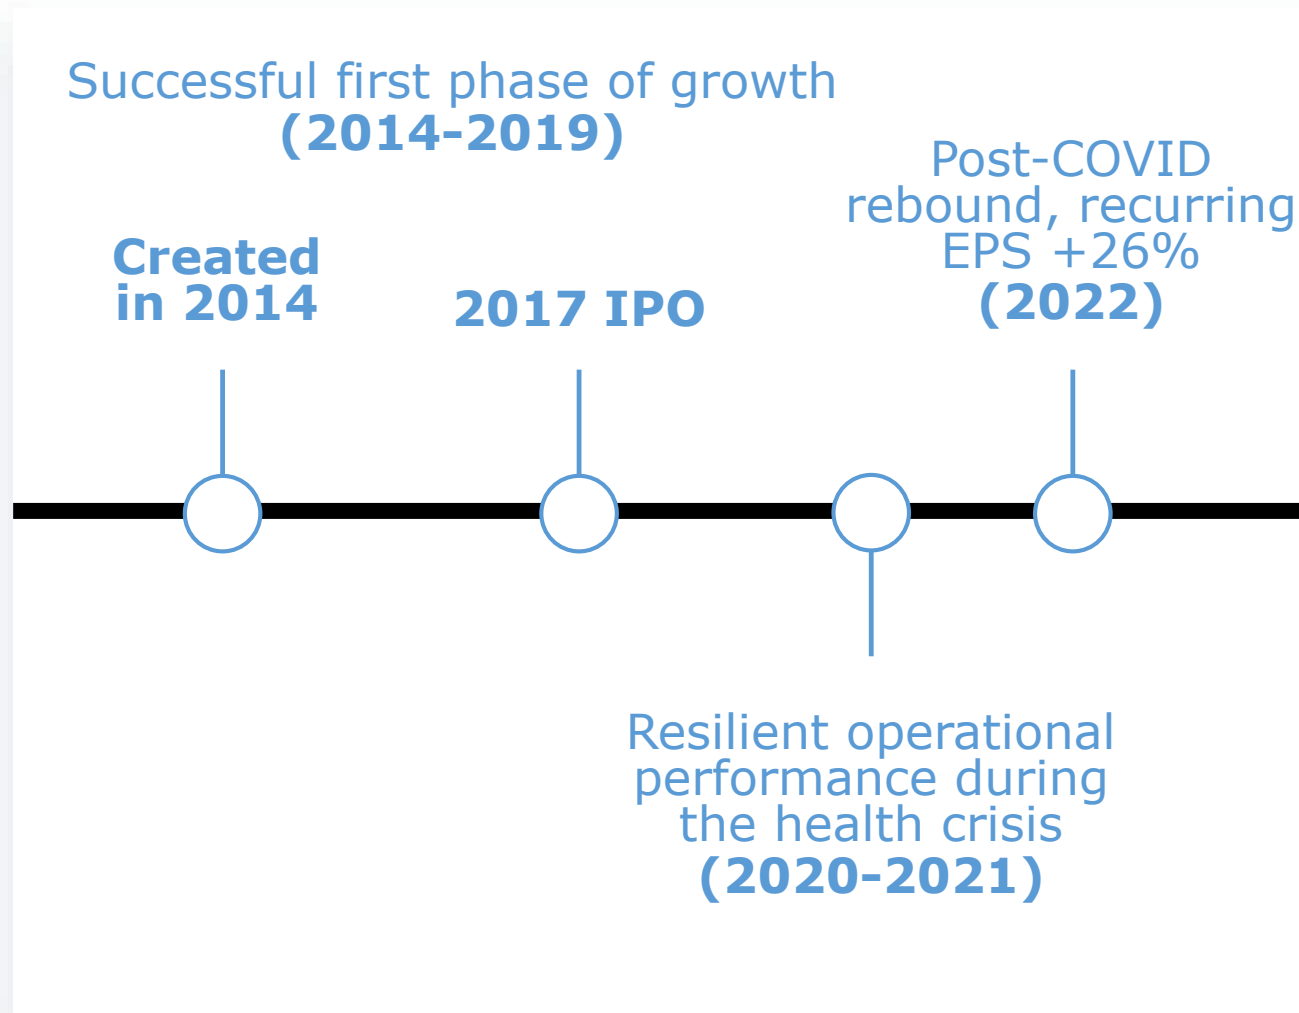 Successful first phase of growth
(2014-2019)
Created
in 2014
2017 IPO
Post-COVID
rebound, recurring
EPS +26%
(2022)
Resilient operational
performance during
the health crisis
(2020-2021)